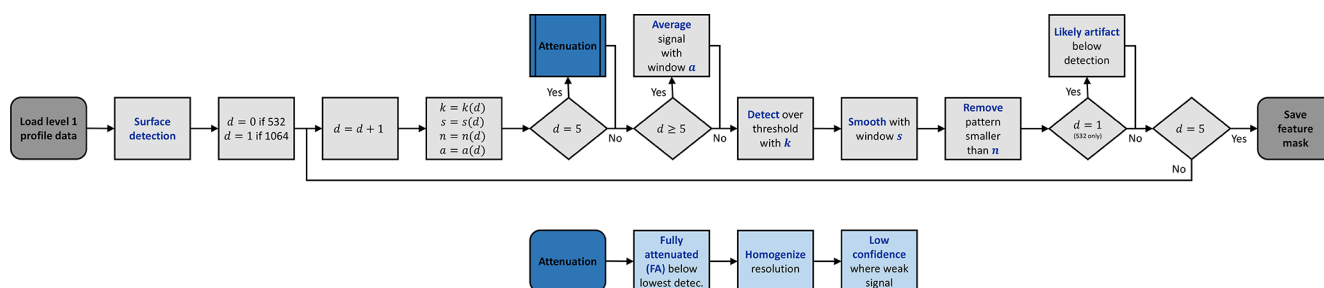 Attenuation
Average
signal
with
window a
Likely artifact
below
detection
Yes
Yes
Yes
Load level 1
profile data
Surface
detection
d = 0 if 532
d = 1 if 1064
d = d + 1
k = k(d)
s = s(d)
n = n(d)
a = a(d)
d = 5
No
d ≥ 5
No
Detect over
threshold
with k
Smooth with
window s
Remove
pattern
smaller
than n
d = 1
(532 only)
No
d = 5
Yes
No
Save
feature
mask
Attenuation
Fully
attenuated
(FA) below
lowest detec.
Homogenize
resolution
Low
confidence
where weak
signal